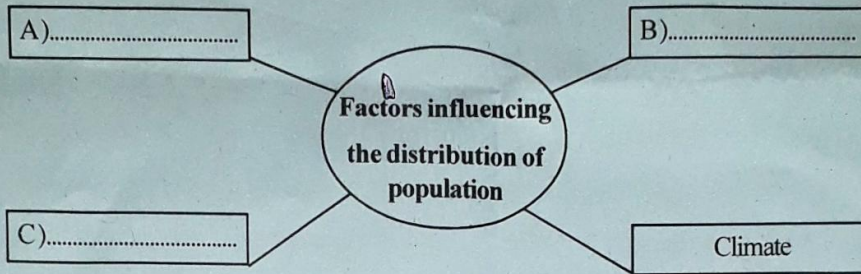 A)......................................
B)......................................
Factors influencing
the distribution of
population
C)......................................
Climate